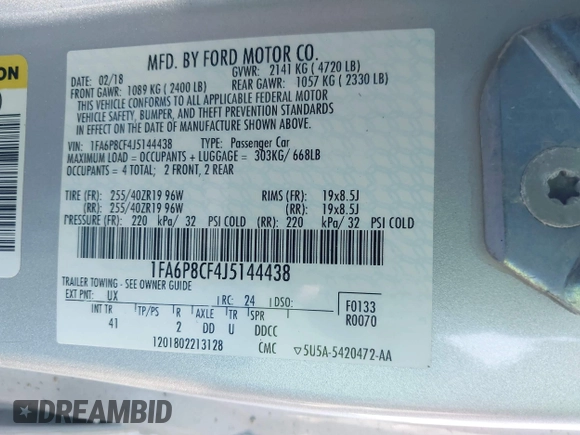 MFD. BY FORD MOTOR CO.
02/18
GVWR: 2141 KG ( 4720 LB)
FRONT GAWR: 1089 KG ( 2400 LB)
REAR GAWR: 1057 KG ( 2330 LB)
THIS VEHICLE CONFORMS TO ALL APPLICABLE FEDERAL MOTOR
VEHICLE SAFETY, BUMPER, AND THEFT PREVENTION STANDARDS
IN EFFECT ON THE DATE OF MANUFACTURE SHOWN ABOVE.
VIN: 1FA6P8CF4J5144438 TYPE: Passenger Car
MAXIMUM LOAD = OCCUPANTS + LUGGAGE = 303KG/ 668LB
OCCUPANTS = 4 TOTAL; 2 FRONT, 2 REAR
TIRE (FR): 255/40ZR19 96W RIMS (FR): 19x8.5J
(RR): 255/40ZR19 96W (RR): 19x8.5J
PRESSURE (FR): 220 kPa/ 32 PSI COLD (RR): 220 kPa/ 32 PSI COLD
1FA6P8CF4J5144438
TRAILER TOWING - SEE OWNER GUIDE
EXT PNT: UX RC: 24 DSO:
F0133
R0070
INT TR TP/PS R AXLE TR SPR
41 2 DD U DDCC
1201802213128 CMC ▽5U5A-5420472-AA
DREAMBID